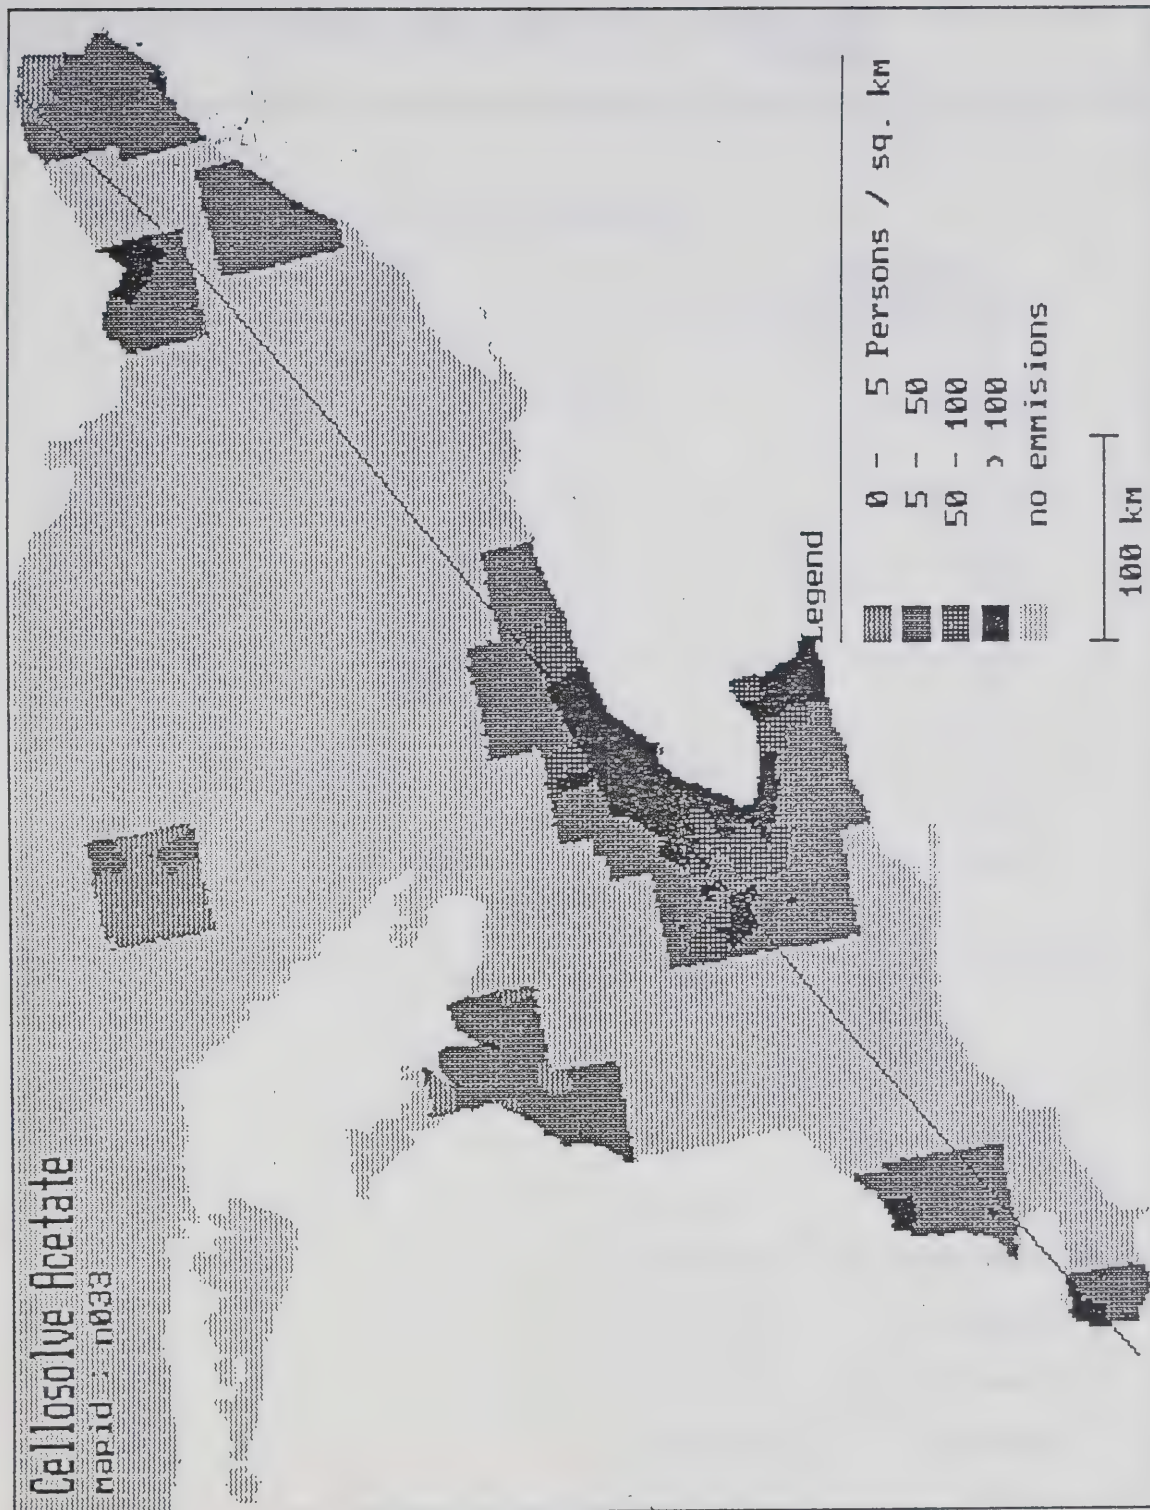 Cellosolve Acetate
mapid : n033
Legend
0 - 5 Persons / sq. km
5 - 50
50 - 100
> 100
no emmisions
100 km